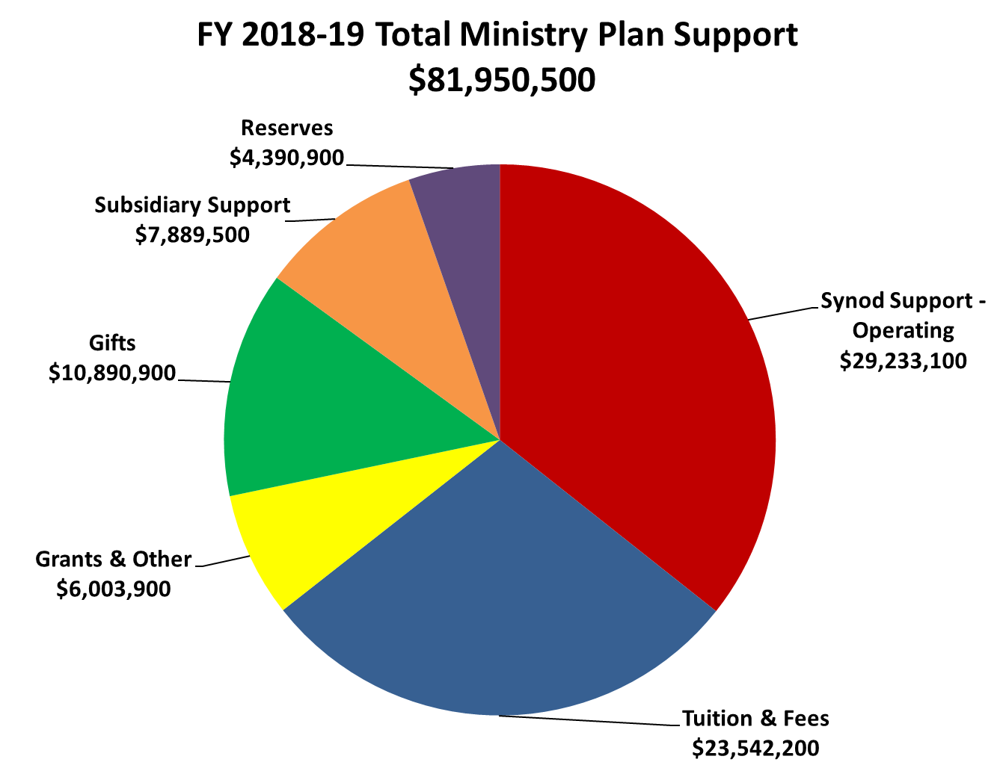 FY 2018-19 Total Ministry Plan Support
$81,950,500
Reserves
$4,390,900
Subsidiary Support
$7,889,500
Synod Support -
Operating
$29,233,100
Gifts
$10,890,900
Grants & Other
$6,003,900
Tuition & Fees
$23,542,200